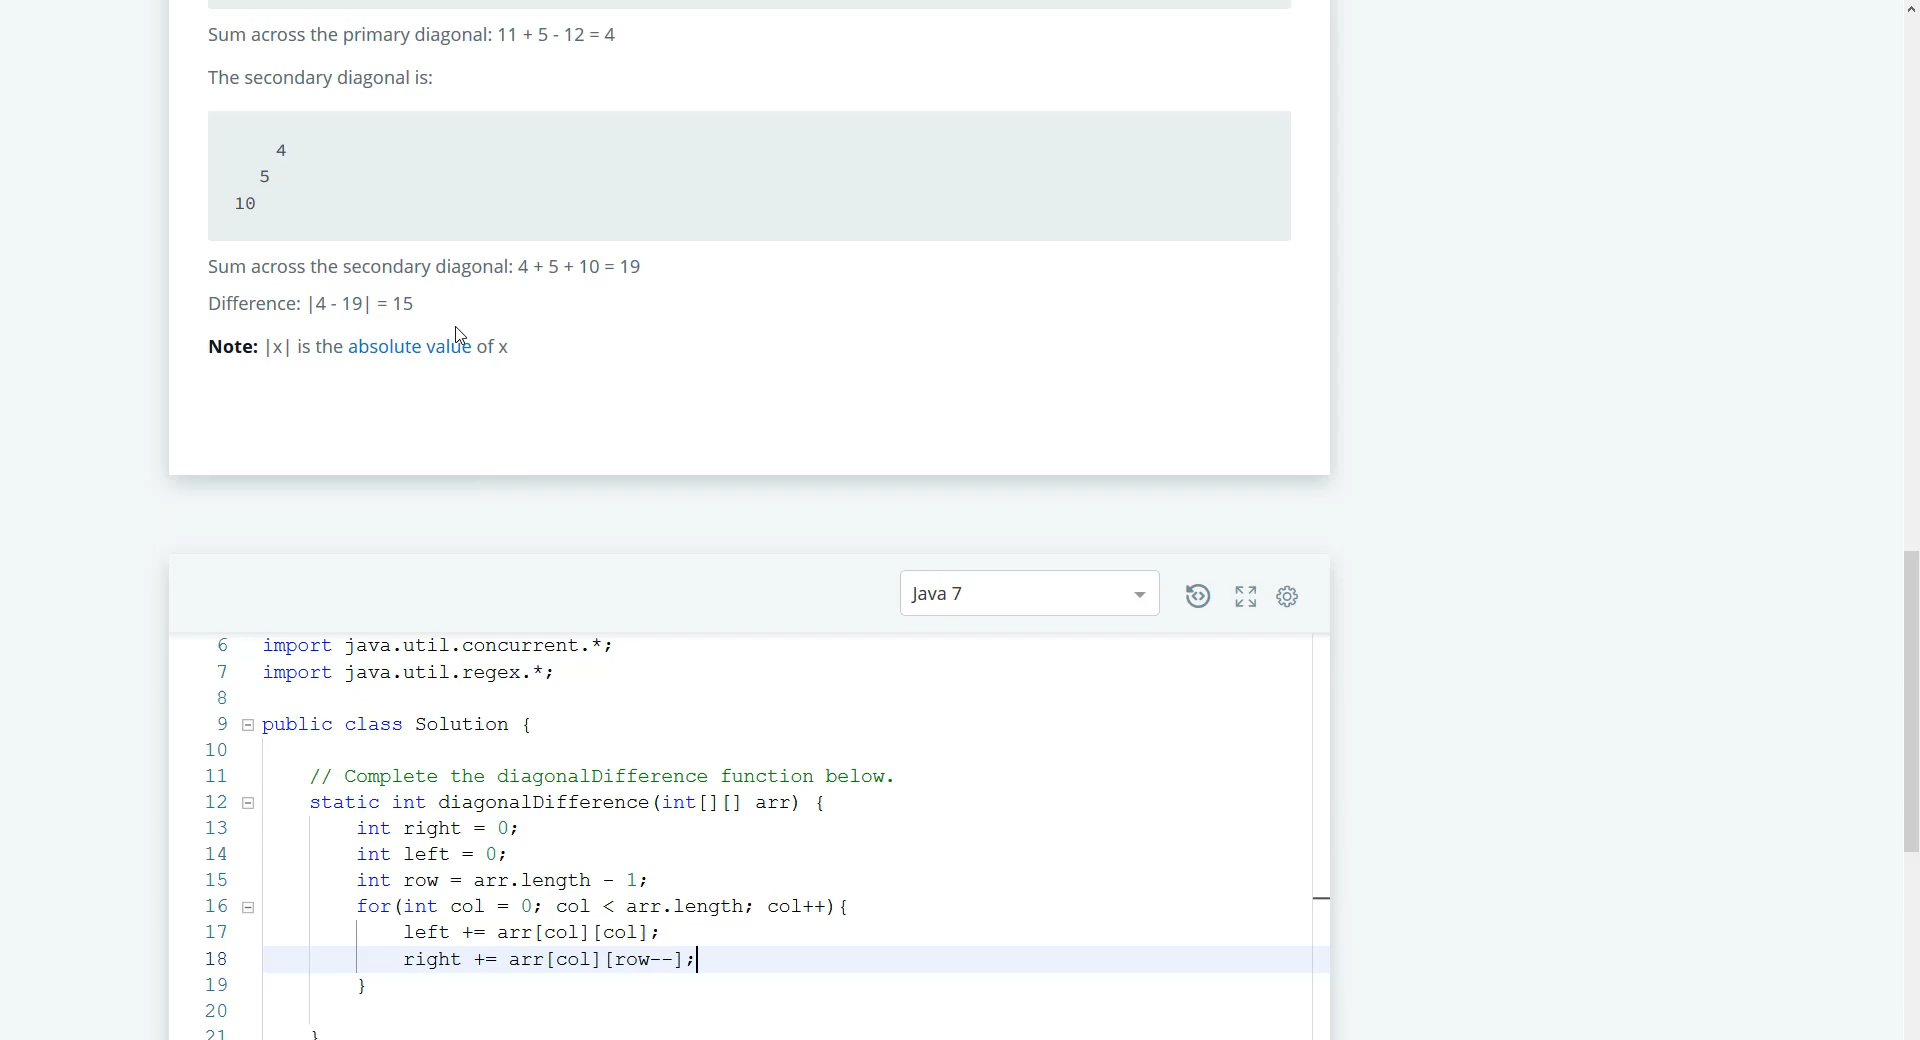 Sum across the primary diagonal: 11 + 5 - 12 = 4
The secondary diagonal is:
4
5
10
Sum across the secondary diagonal: 4 + 5 + 10 = 19
Difference: |4 - 19| = 15
Note: |x| is the absolute value of x
Java 7
6 import java.util.concurrent.*;
7 import java.util.regex.*;
8
9 public class Solution {
10
11 // Complete the diagonalDifference function below.
12 static int diagonalDifference(int[][] arr) {
13 int right = 0;
14 int left = 0;
15 int row = arr.length - 1;
16 for(int col = 0; col < arr.length; col++){
17 left += arr[col][col];
18 right += arr[col][row--];
19 }
20
21 }